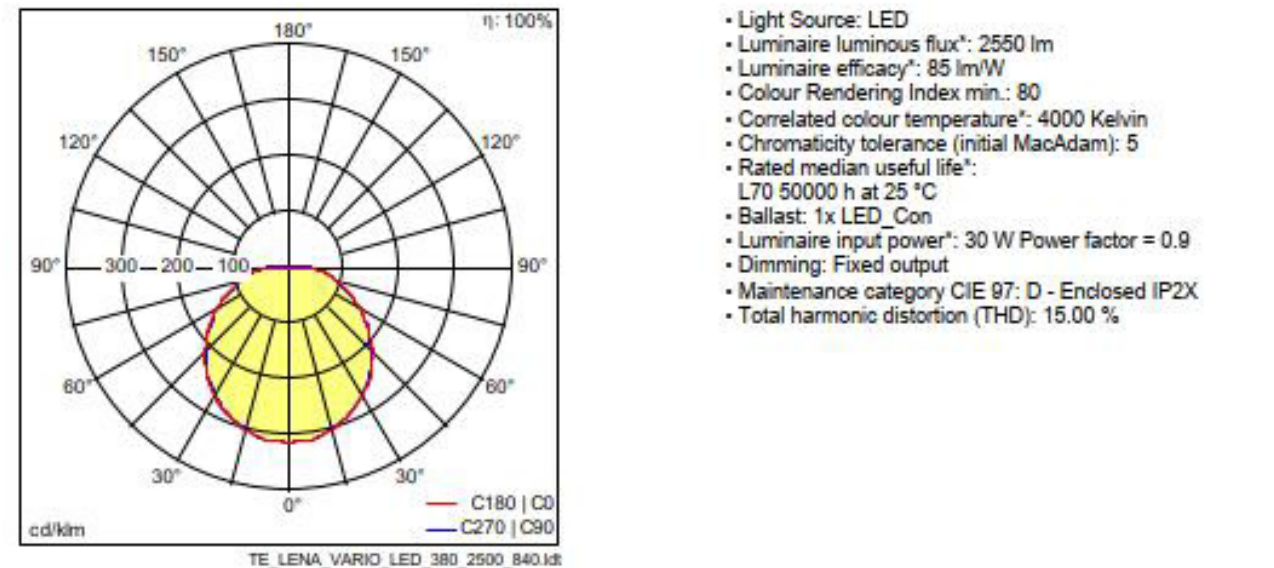 η: 100%
180°
150° 150°
120° 120°
90° 300 200 100 90°
60° 60°
30° 30°
0°
C180 | C0
C270 | C90
cd/klm
TE_LENA_VARIO_LED_380_2500_840.ldt
• Light Source: LED
• Luminaire luminous flux*: 2550 lm
• Luminaire efficacy*: 85 lm/W
• Colour Rendering Index min.: 80
• Correlated colour temperature*: 4000 Kelvin
• Chromaticity tolerance (initial MacAdam): 5
• Rated median useful life*:
L70 50000 h at 25 °C
• Ballast: 1x LED_Con
• Luminaire input power*: 30 W Power factor = 0.9
• Dimming: Fixed output
• Maintenance category CIE 97: D - Enclosed IP2X
• Total harmonic distortion (THD): 15.00 %